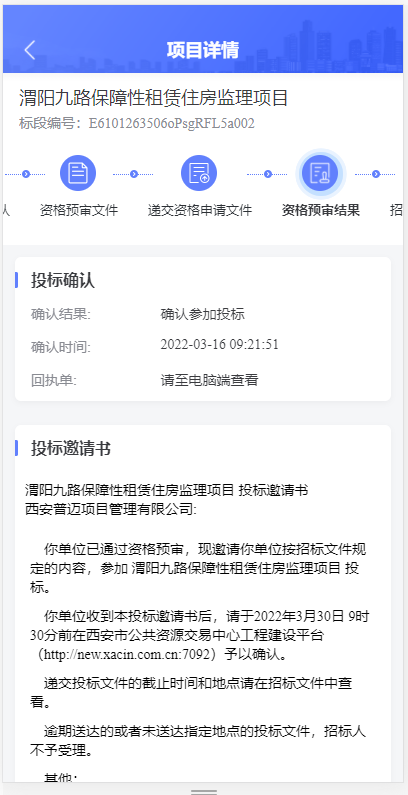 项目详情
渭阳九路保障性租赁住房监理项目
标段编号：E6101263506oPsgRFL5a002
资格预审文件
递交资格申请文件
资格预审结果
招
投标确认
确认结果:
确认参加投标
确认时间:
2022-03-16 09:21:51
回执单:
请至电脑端查看
投标邀请书
渭阳九路保障性租赁住房监理项目 投标邀请书
西安普迈项目管理有限公司:
你单位已通过资格预审，现邀请你单位按招标文件规
定的内容，参加 渭阳九路保障性租赁住房监理项目 投
标。
你单位收到本投标邀请书后，请于2022年3月30日 9时
30分前在西安市公共资源交易中心工程建设平台
（http://new.xacin.com.cn:7092）予以确认。
递交投标文件的截止时间和地点请在招标文件中查
看。
逾期送达的或者未送达指定地点的投标文件，招标人
不予受理。
其他：